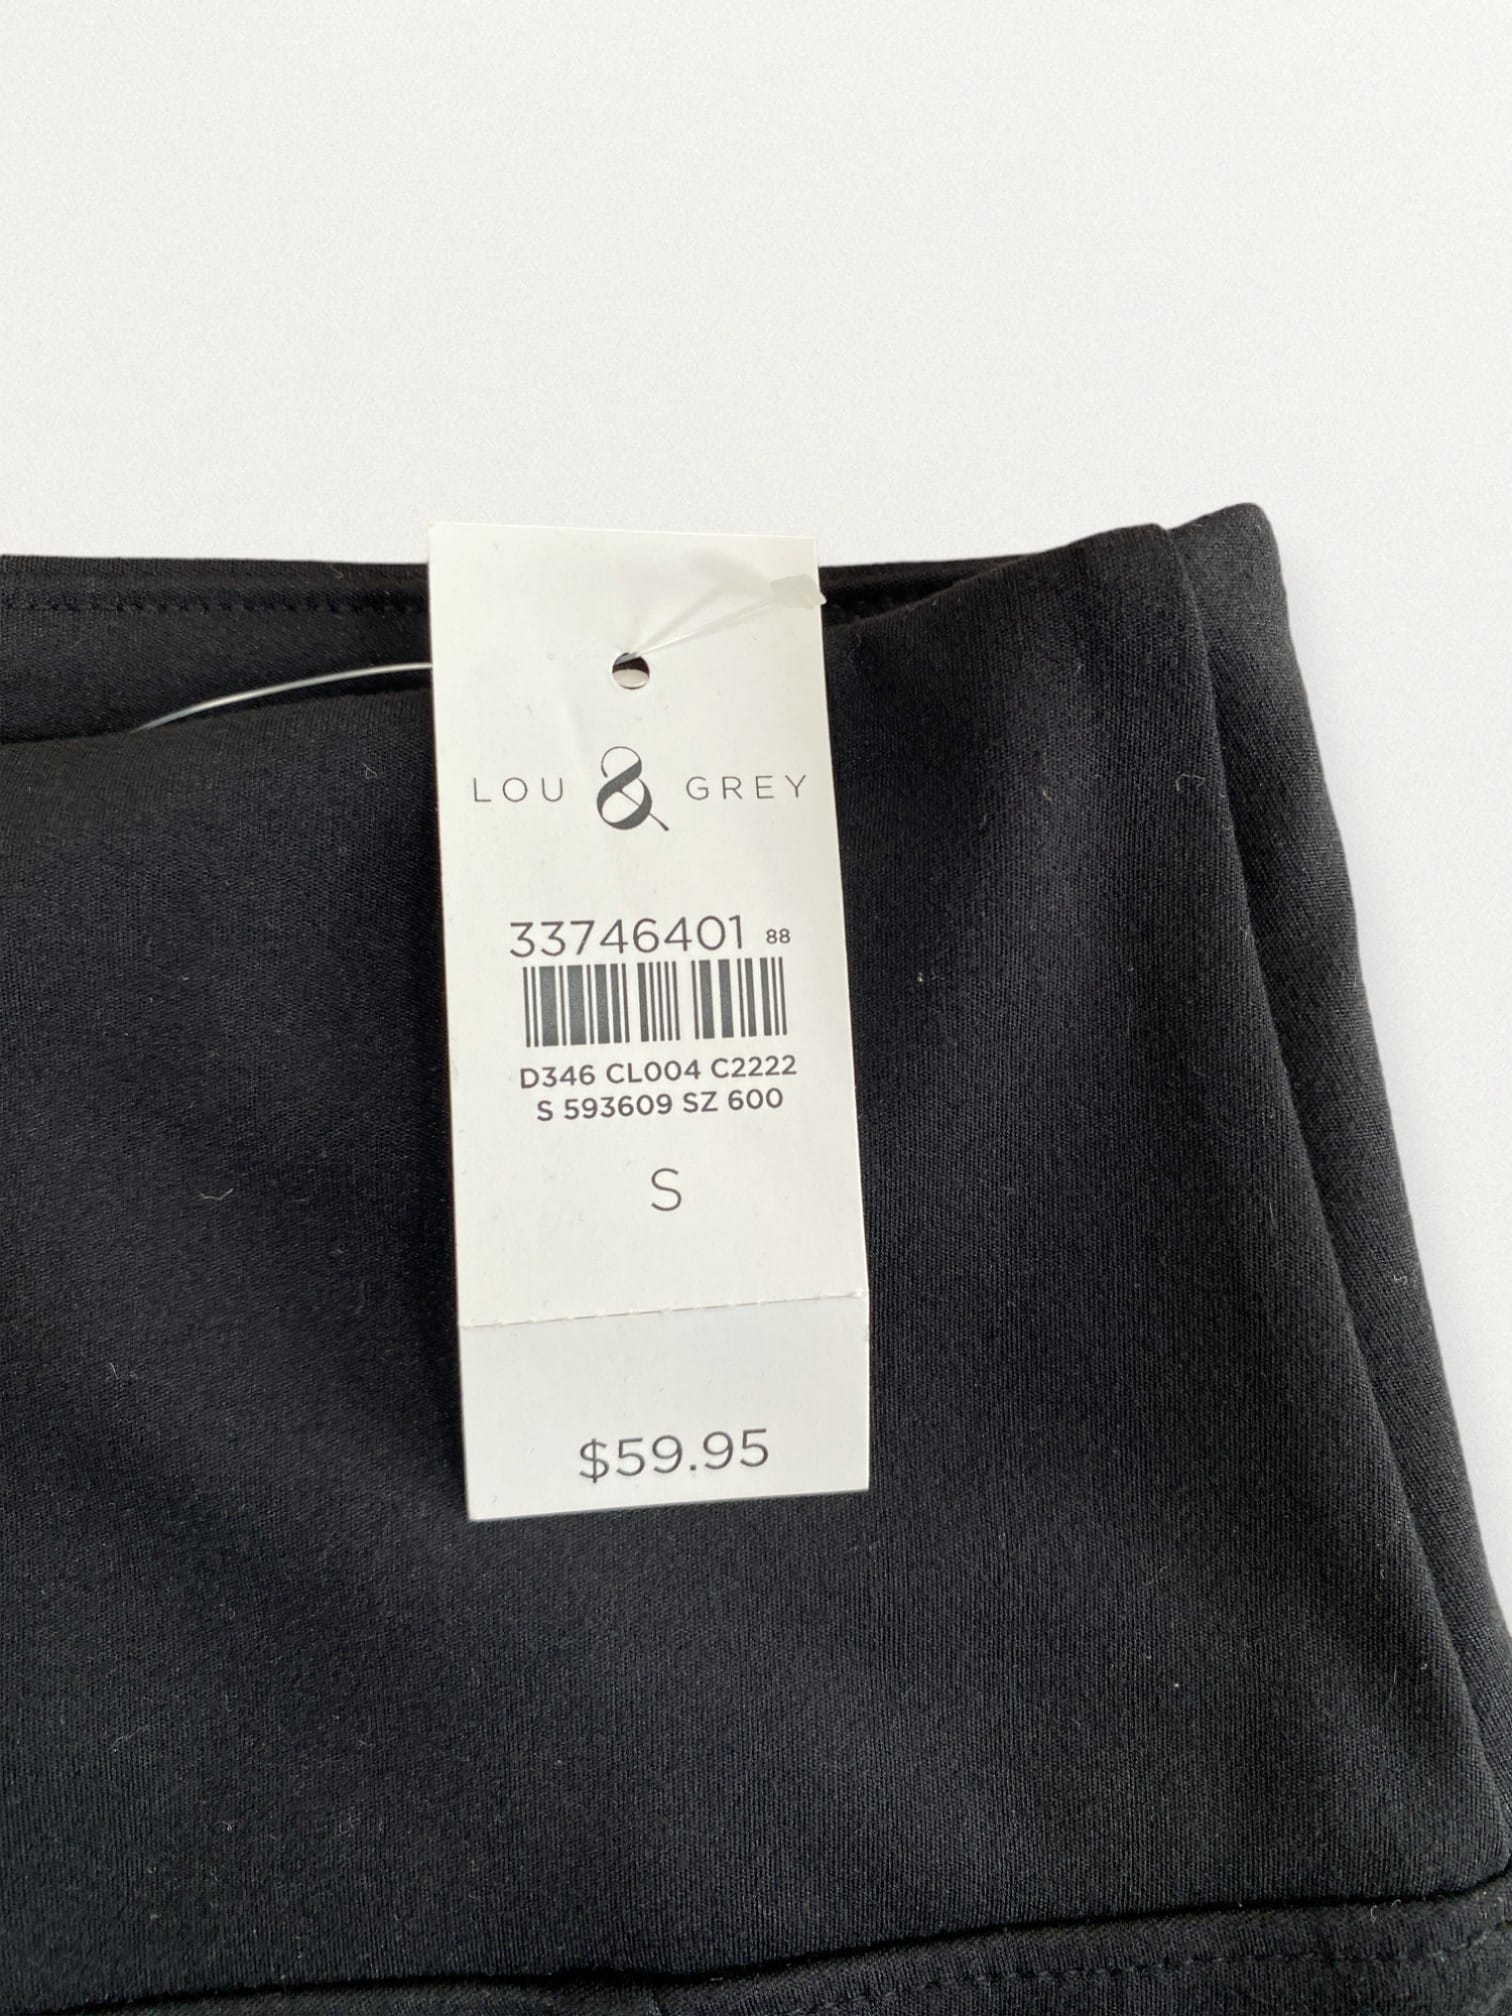 LOU & GREY
33746401 88
D346 CL004 C2222
S 593609 SZ 600
S
$59.95